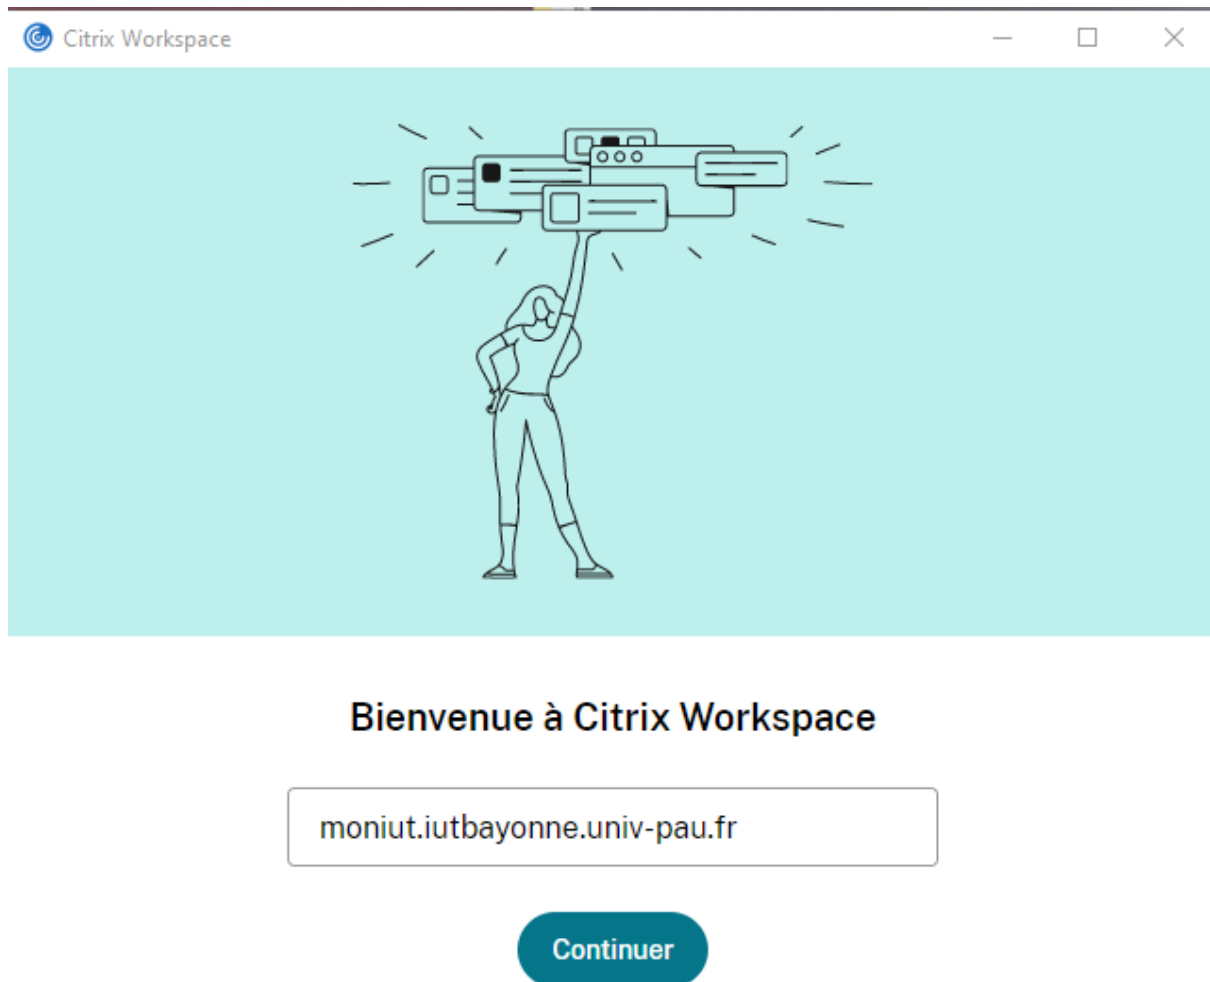 Citrix Workspace
Bienvenue à Citrix Workspace
moniut.iutbayonne.univ-pau.fr
Continuer